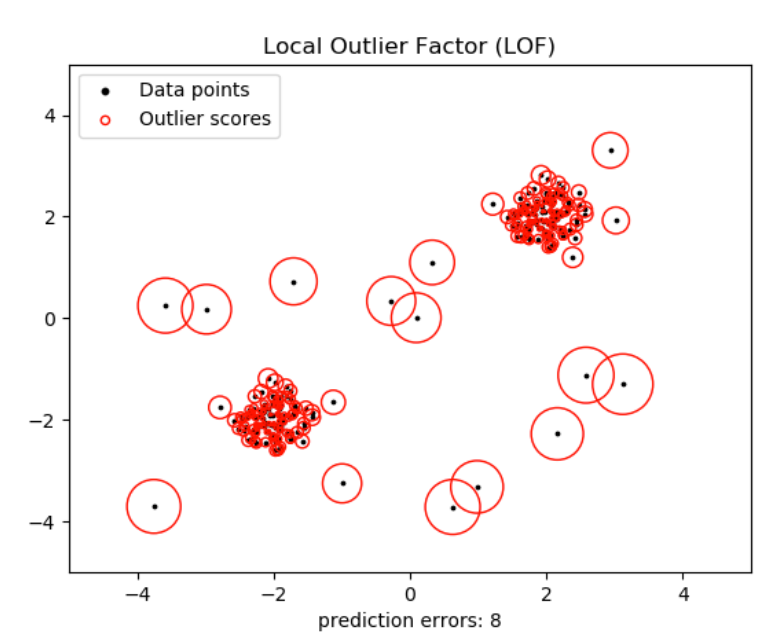 Local Outlier Factor (LOF)
Data points
Outlier scores
4
2
0
−2
−4
−4 −2 0 2 4
prediction errors: 8